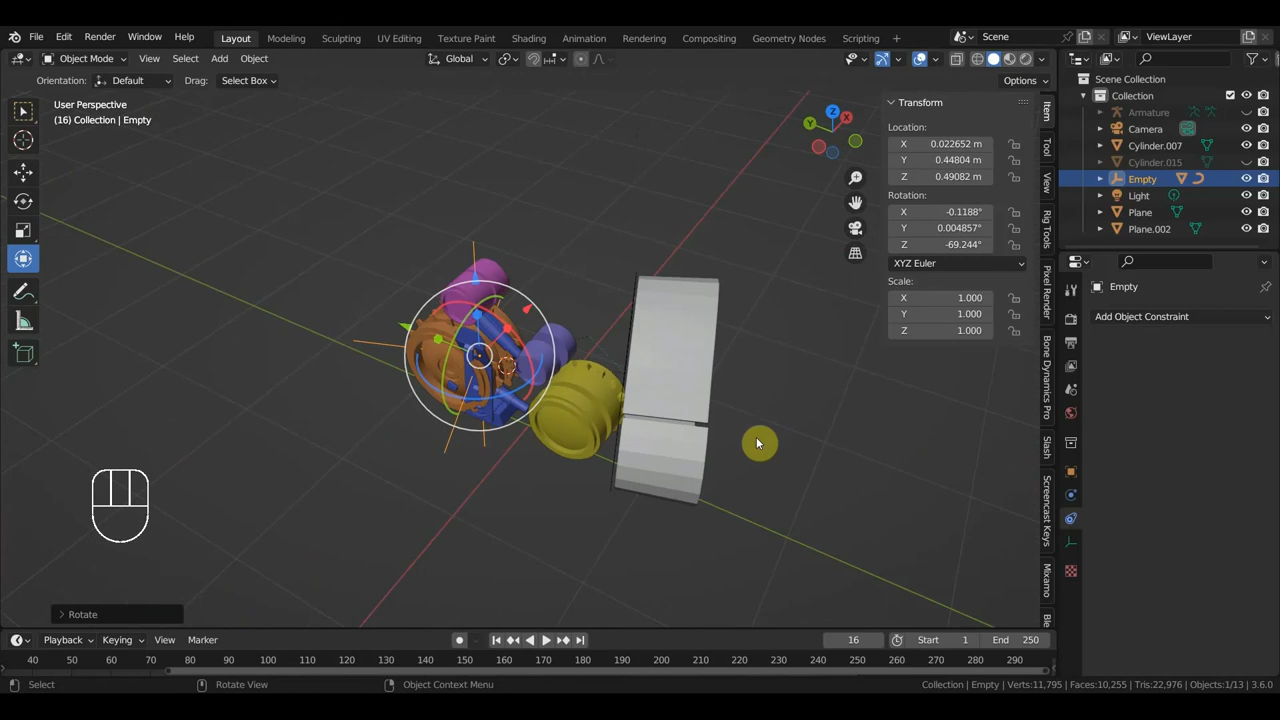 File Edit Render Window Help Layout Modeling Sculpting UV Editing Texture Paint Shading Animation Rendering Compositing Geometry Nodes Scripting + Scene ViewLayer
Object Mode View Select Add Object Global
Orientation: Default Drag: Select Box Options
User Perspective
(16) Collection | Empty
Z
X
Y
Transform
Location:
X 0.022652 m
Y 0.44804 m
Z 0.49082 m
Rotation:
X -0.1188°
Y 0.004857°
Z -69.244°
XYZ Euler
Scale:
X 1.000
Y 1.000
Z 1.000
Item
Tool
View
Rig Tools
Pixel Render
Bone Dynamics Pro
Slash
Screencast Keys
Mixamo
Ble
Scene Collection
Collection
Armature
Camera
Cylinder.007
Cylinder.015
Empty
Light
Plane
Plane.002
Empty
Add Object Constraint
Rotate
Playback Keying View Marker 16 Start 1 End 250
40 50 60 70 80 90 100 110 120 130 140 150 160 170 180 190 200 210 220 230 240 250 260 270 280 290
Select Rotate View Object Context Menu Collection | Empty | Verts:11,795 | Faces:10,255 | Tris:22,976 | Objects:1/13 | 3.6.0